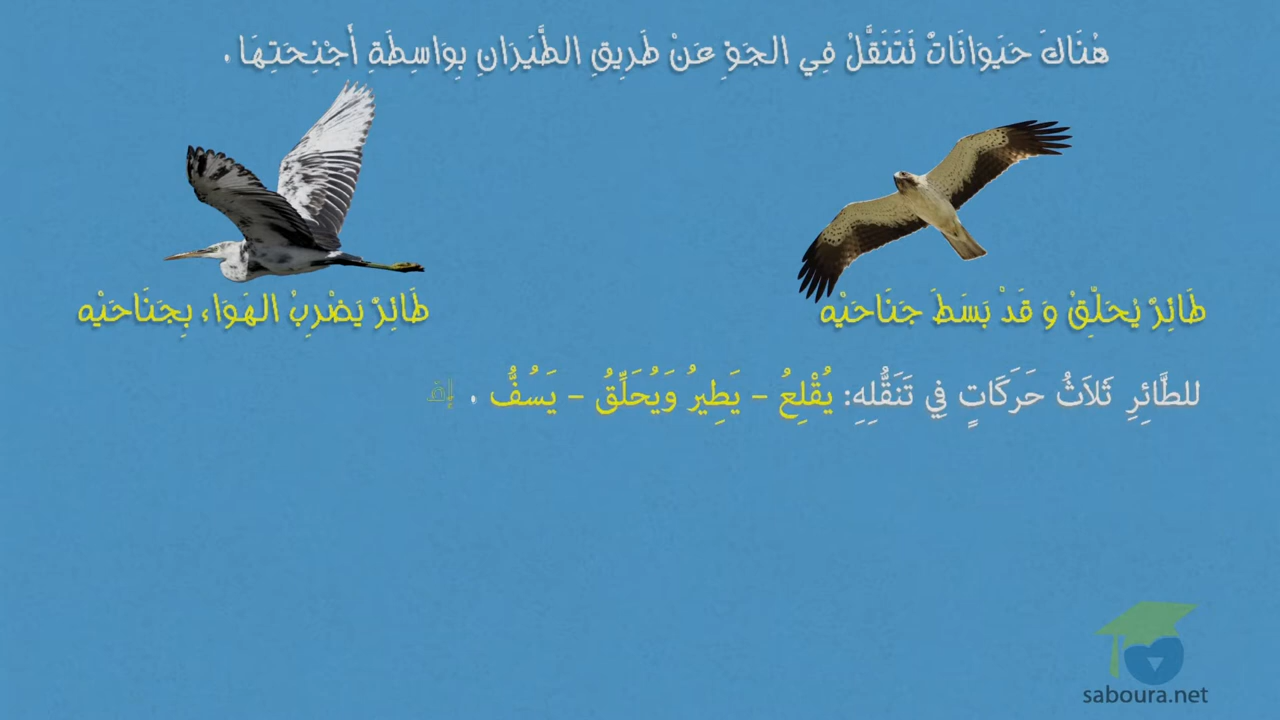 هُنَاكَ حَيَوَانَاتٌ تَتَنَقَّلُ فِي الجَوِّ عَنْ طَرِيقِ الطَّيَرَانِ بِوَاسِطَةِ أَجْنِحَتِهَا .
طَائِرٌ يُحَلِّقُ وَ قَدْ بَسَطَ جَنَاحَيْه
طَائِرٌ يَضْرِبُ الهَوَاء بِجَنَاحَيْه
للطَّائِرِ ثَلاَثُ حَرَكَاتٍ فِي تَنَقُّلِهِ: يُقْلِعُ – يَطِيرُ وَيُحَلِّقُ – يَسُفُّ .
saboura.net